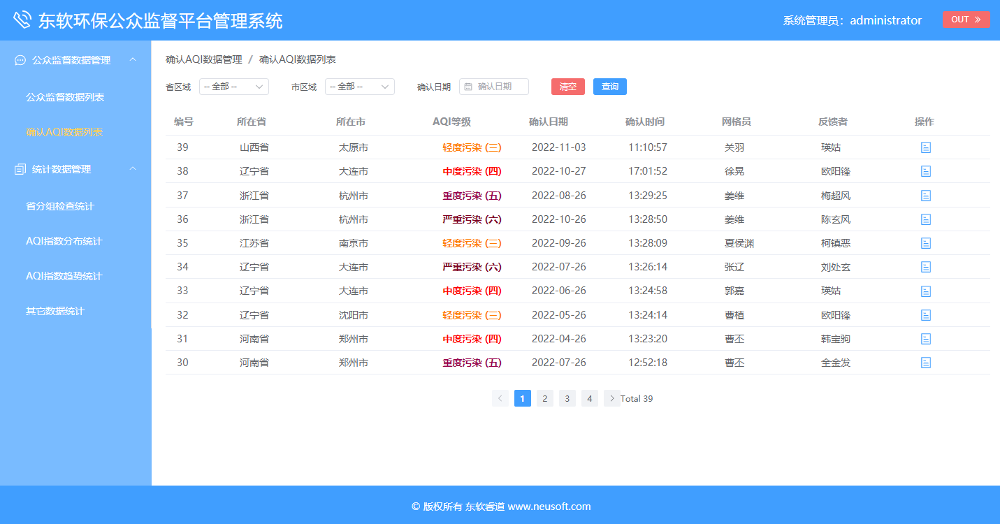 东软环保公众监督平台管理系统
系统管理员：administrator
OUT
公众监督数据管理
公众监督数据列表
确认AQI数据列表
统计数据管理
省分组检查统计
AQI指数分布统计
AQI指数趋势统计
其它数据统计
确认AQI数据管理 / 确认AQI数据列表
省区域 -- 全部 -- 市区域 -- 全部 -- 确认日期 确认日期 清空 查询
编号 所在省 所在市 AQI等级 确认日期 确认时间 网格员 反馈者 操作
39 山西省 太原市 轻度污染 (三) 2022-11-03 11:10:57 关羽 瑛姑
38 辽宁省 大连市 中度污染 (四) 2022-10-27 17:01:52 徐晃 欧阳锋
37 浙江省 杭州市 重度污染 (五) 2022-08-26 13:29:25 姜维 梅超风
36 浙江省 杭州市 严重污染 (六) 2022-10-26 13:28:50 姜维 陈玄风
35 江苏省 南京市 轻度污染 (三) 2022-09-26 13:28:09 夏侯渊 柯镇恶
34 辽宁省 大连市 严重污染 (六) 2022-07-26 13:26:14 张辽 刘处玄
33 辽宁省 大连市 中度污染 (四) 2022-06-26 13:24:58 郭嘉 瑛姑
32 辽宁省 沈阳市 轻度污染 (三) 2022-05-26 13:24:14 曹植 欧阳锋
31 河南省 郑州市 中度污染 (四) 2022-04-26 13:23:20 曹丕 韩宝驹
30 河南省 郑州市 重度污染 (五) 2022-07-26 12:52:18 曹丕 全金发
1 2 3 4 Total 39
© 版权所有 东软睿道 www.neusoft.com